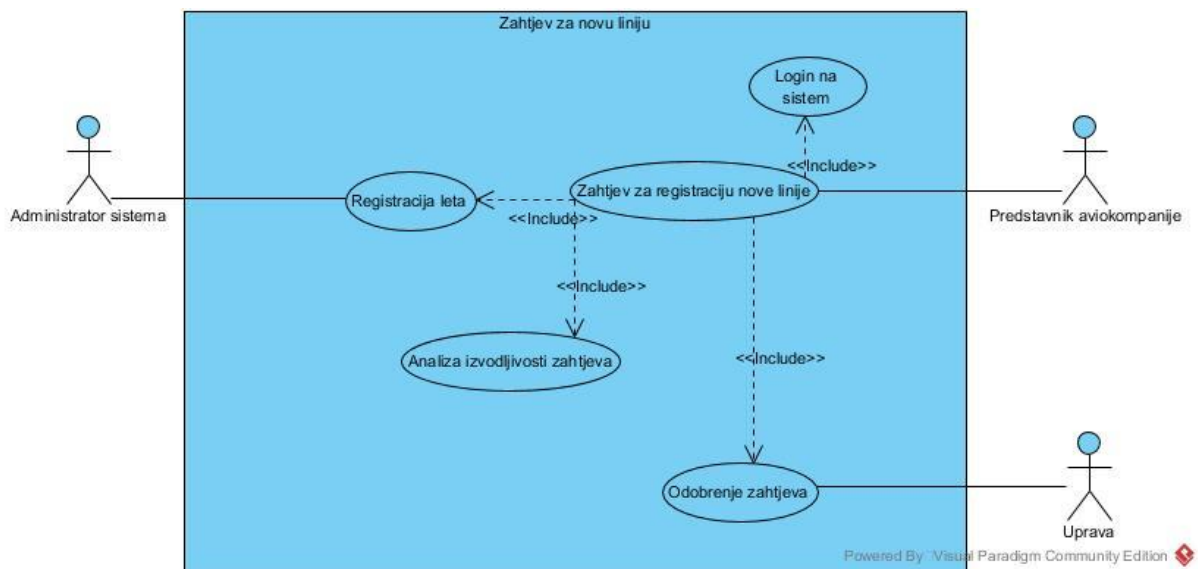 Zahtjev za novu liniju
Login na
sistem
<<Include>>
Zahtjev za registraciju nove linije
Registracija leta
<<Include>>
Administrator sistema
Predstavnik aviokompanije
<<Include>>
Analiza izvodljivosti zahtjeva
<<Include>>
Odobrenje zahtjeva
Uprava
Powered By Visual Paradigm Community Edition